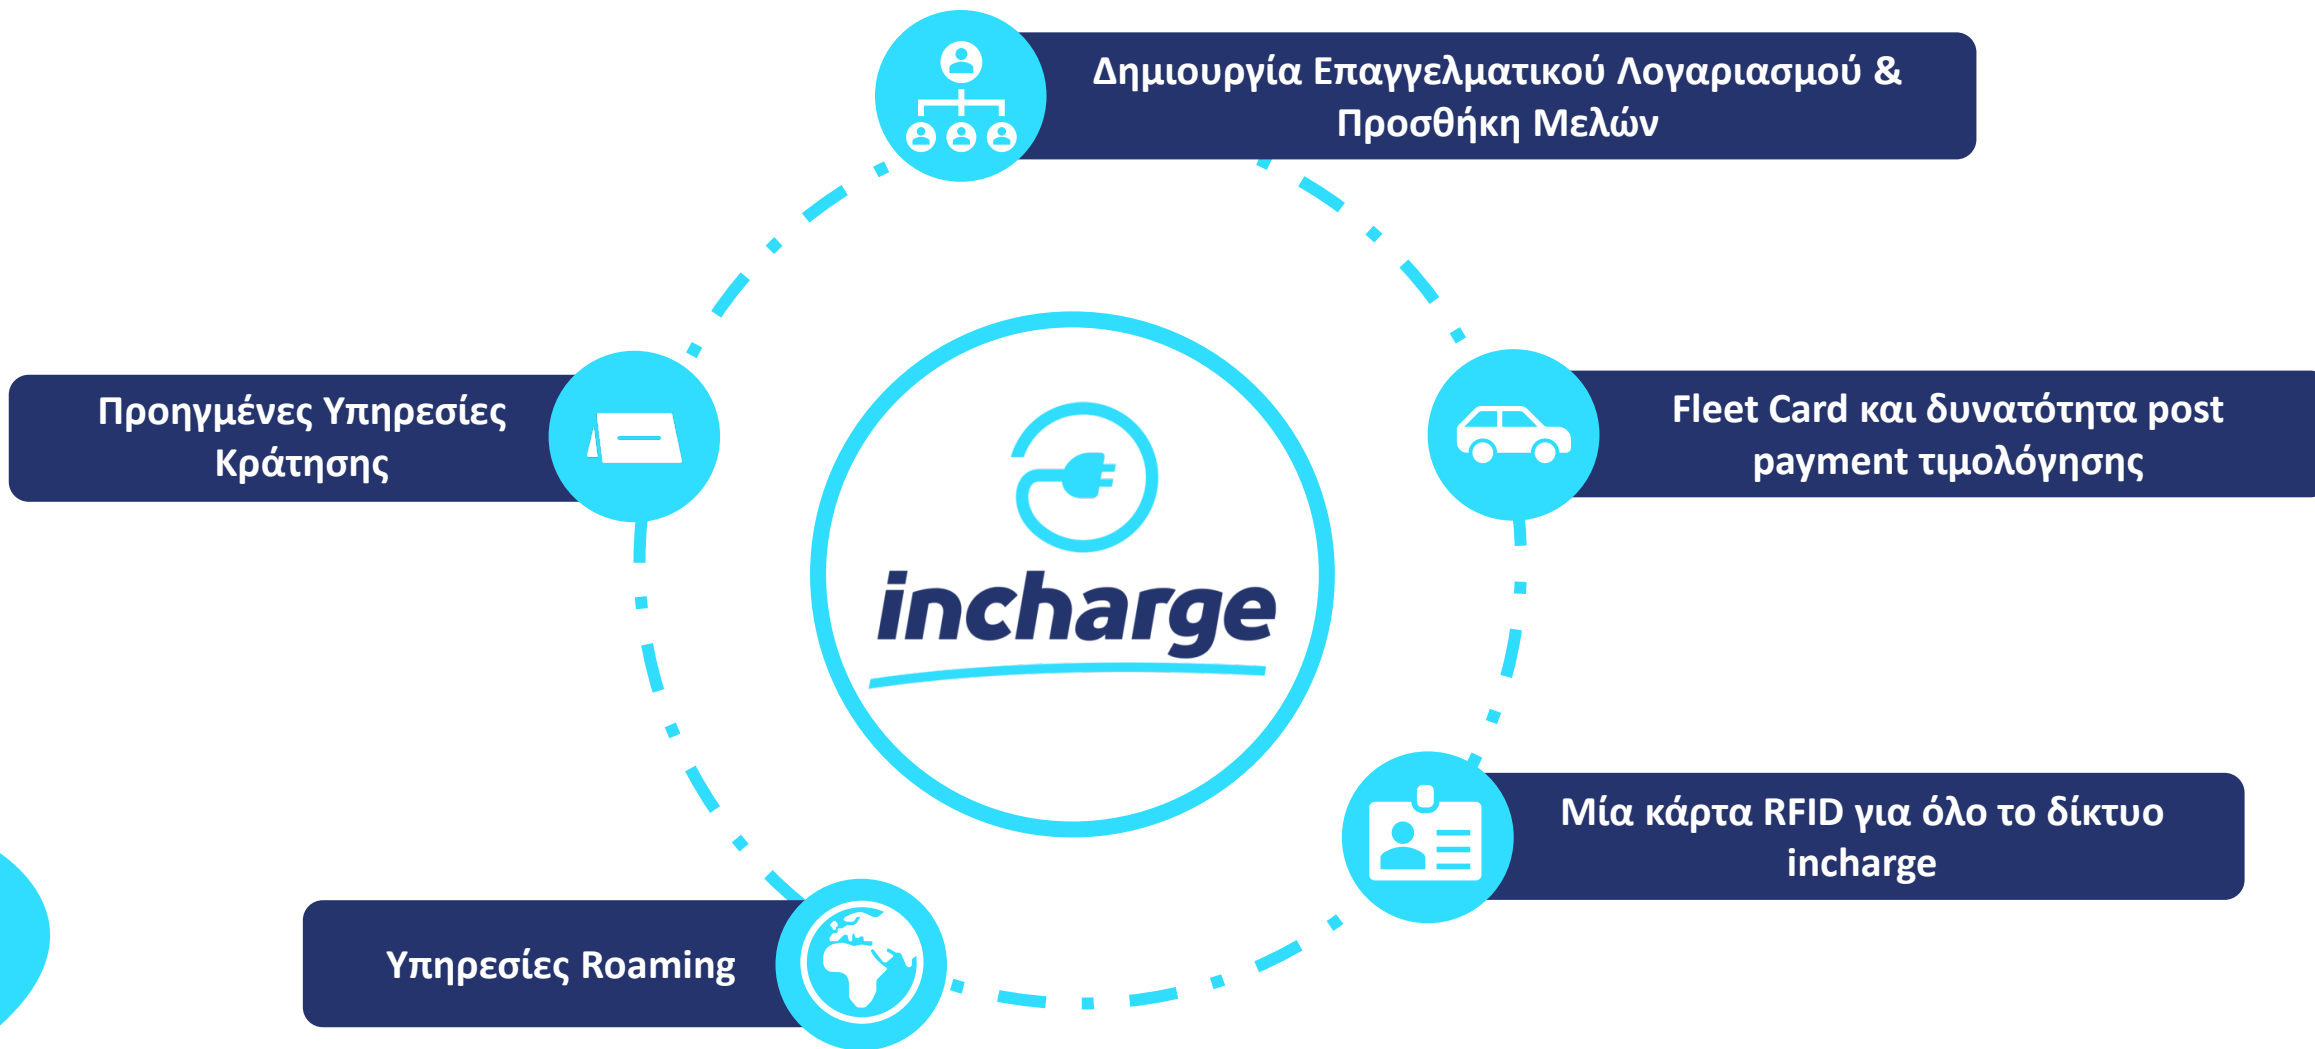 Δημιουργία Επαγγελματικού Λογαριασμού &
Προσθήκη Μελών
Προηγμένες Υπηρεσίες
Κράτησης
Fleet Card και δυνατότητα post
payment τιμολόγησης
incharge
Μία κάρτα RFID για όλο το δίκτυο
incharge
Υπηρεσίες Roaming